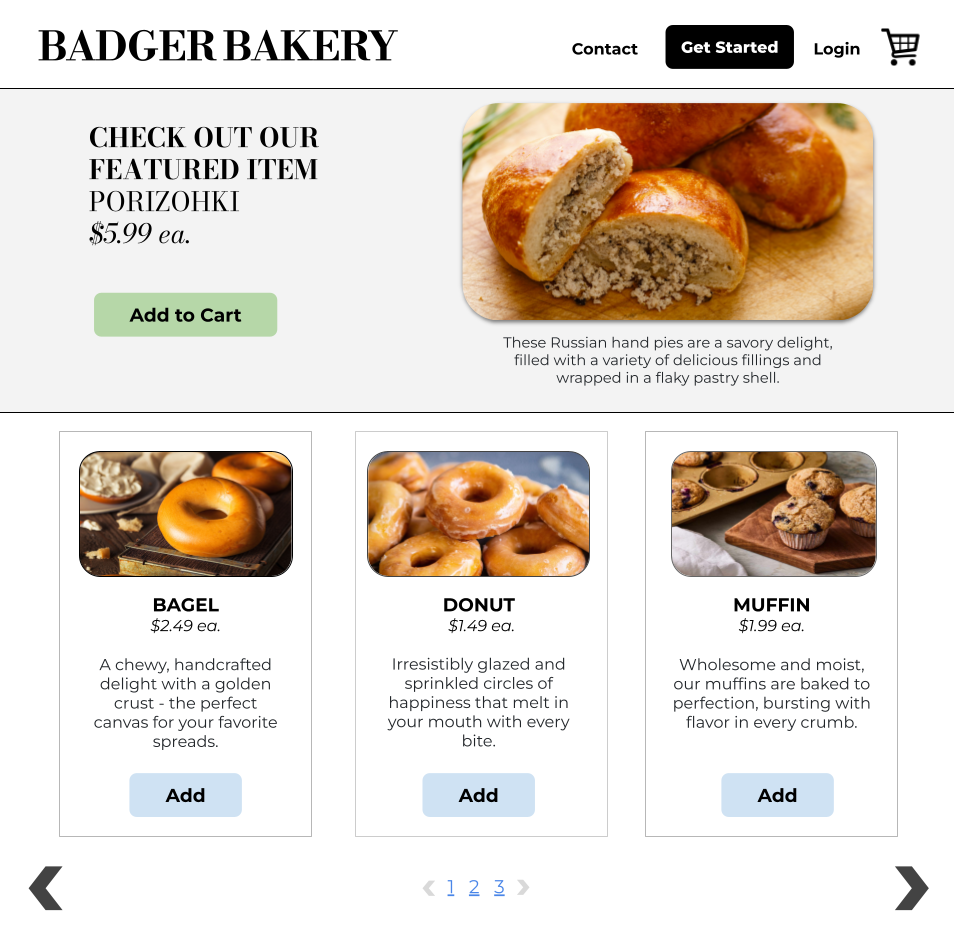 BADGER BAKERY
Contact
Get Started
Login
CHECK OUT OUR
FEATURED ITEM
PORIZOHKI
$5.99 ea.
Add to Cart
These Russian hand pies are a savory delight,
filled with a variety of delicious fillings and
wrapped in a flaky pastry shell.
BAGEL
$2.49 ea.
A chewy, handcrafted
delight with a golden
crust - the perfect
canvas for your favorite
spreads.
Add
DONUT
$1.49 ea.
Irresistibly glazed and
sprinkled circles of
happiness that melt in
your mouth with every
bite.
Add
MUFFIN
$1.99 ea.
Wholesome and moist,
our muffins are baked to
perfection, bursting with
flavor in every crumb.
Add
1 2 3